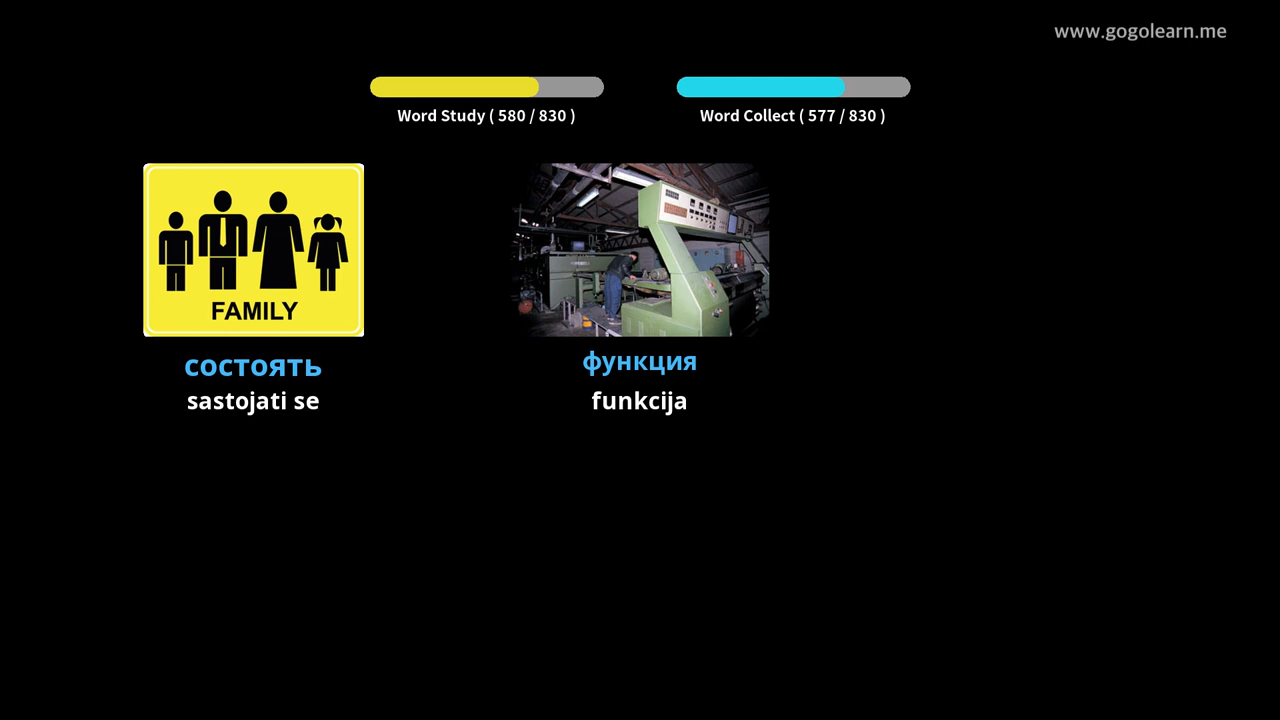 www.gogolearn.me
Word Study ( 580 / 830 )
Word Collect ( 577 / 830 )
FAMILY
состоять
sastojati se
функция
funkcija